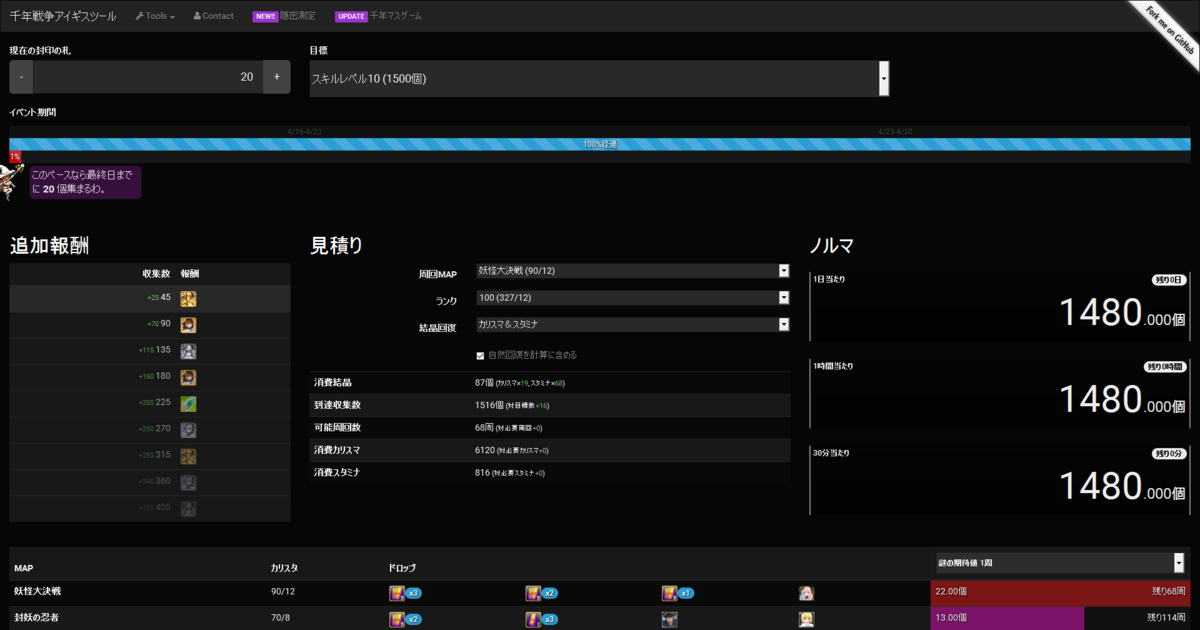 千年戦争アイギスツール Tools Contact NEW!! 隠密測定 UPDATE 千年マスゲーム
Fork me on GitHub
現在の封印の札 目標
- 20 + スキルレベル10 (1500個)
イベント期間
4/16-4/23 4/23-4/30
100%経過
1%
このペースなら最終日まで
に 20 個集まるわ。
追加報酬
収集数 報酬
+25 45
+70 90
+115 135
+160 180
+205 225
+250 270
+295 315
+340 360
+385 405
見積り
周回MAP 妖怪大決戦 (90/12)
ランク 100 (327/12)
結晶回復 カリスマ&スタミナ
自然回復を計算に含める
消費結晶 87個 (カリスマ×19, スタミナ×68)
到達収集数 1516個 (対目標数+16)
可能周回数 68周 (対必要周回+0)
消費カリスマ 6120 (対必要カリスマ+0)
消費スタミナ 816 (対必要スタミナ+0)
ノルマ
1日当たり 残り0日
1480.000個
1時間当たり 残り0時間
1480.000個
30分当たり 残り0分
1480.000個
MAP カリスタ ドロップ 謎の期待値 1周
妖怪大決戦 90/12 x3 x2 x1 22.00個 残り68周
封妖の忍者 70/8 x2 x3 13.00個 残り114周